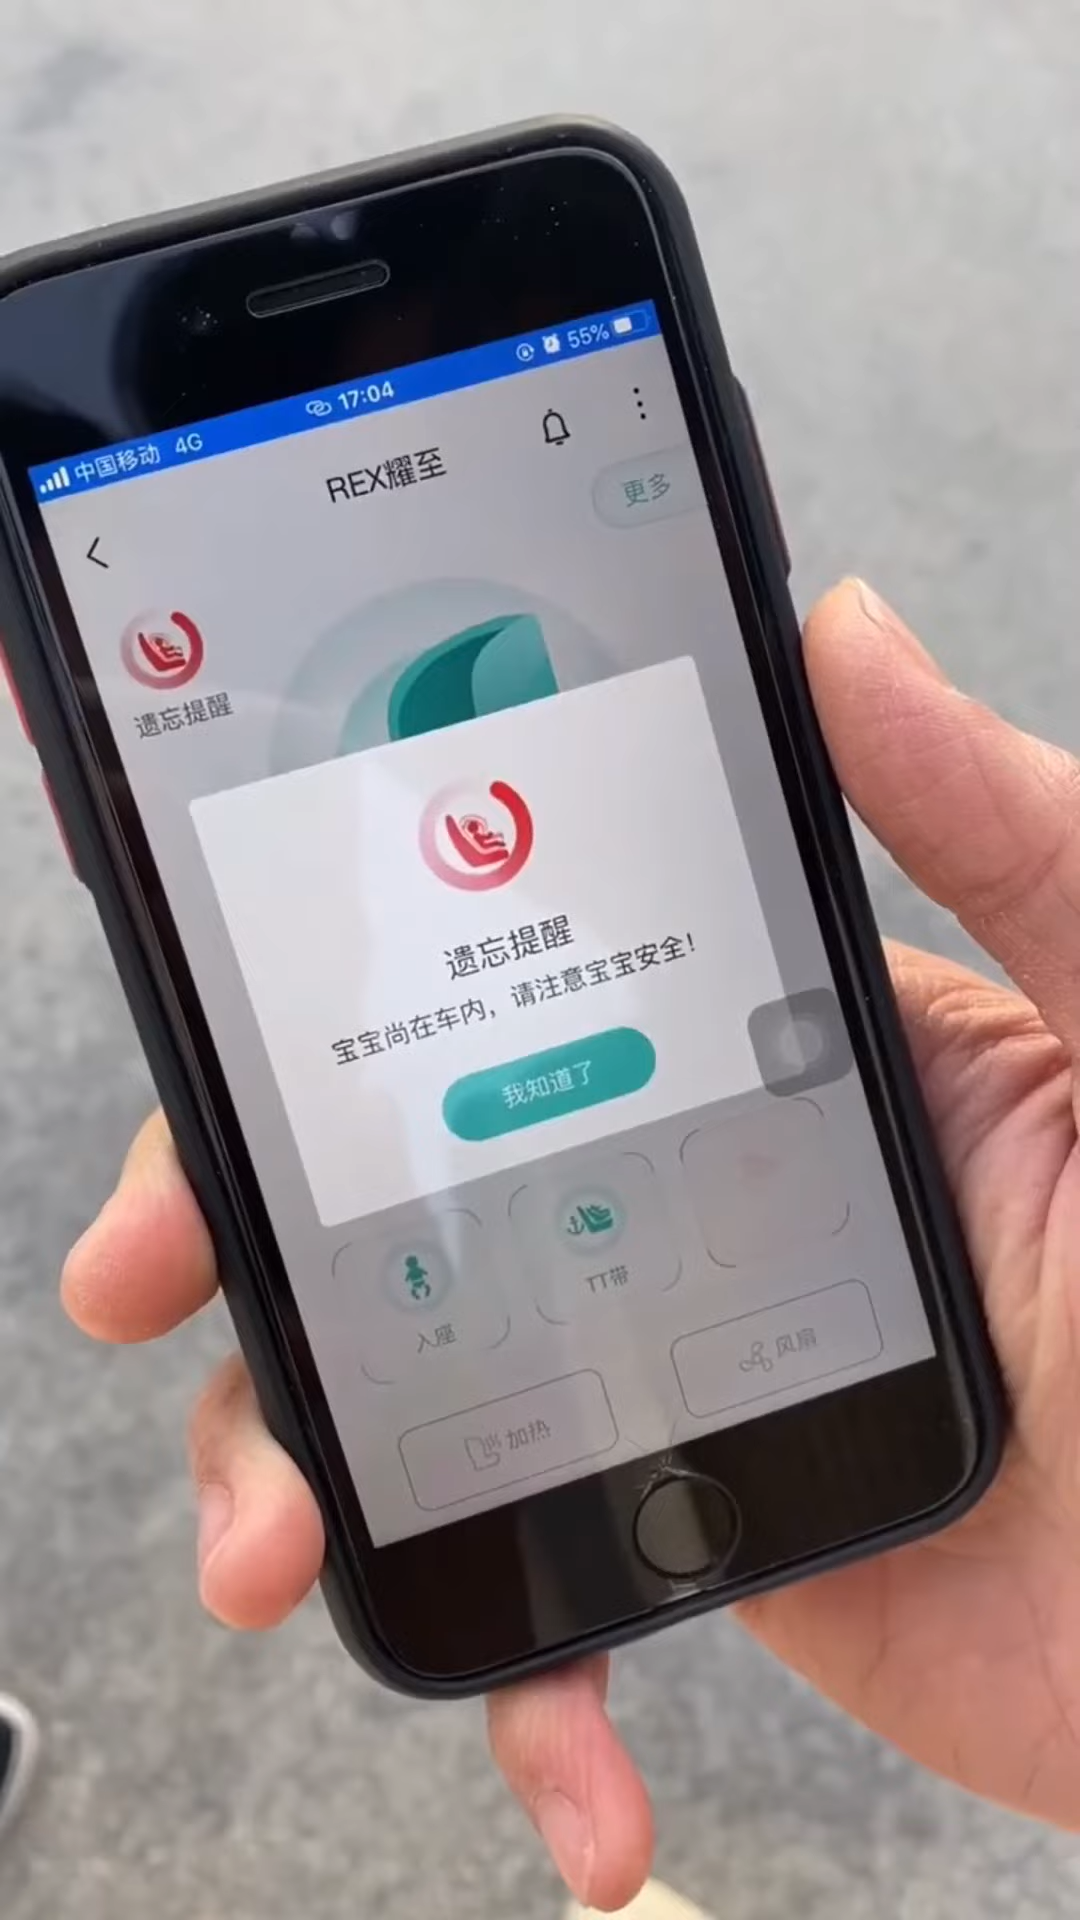 中国移动 4G 17:04 55%
REX耀至
更多
遗忘提醒
遗忘提醒
宝宝尚在车内，请注意宝宝安全！
我知道了
入座
TT带
加热
风扇